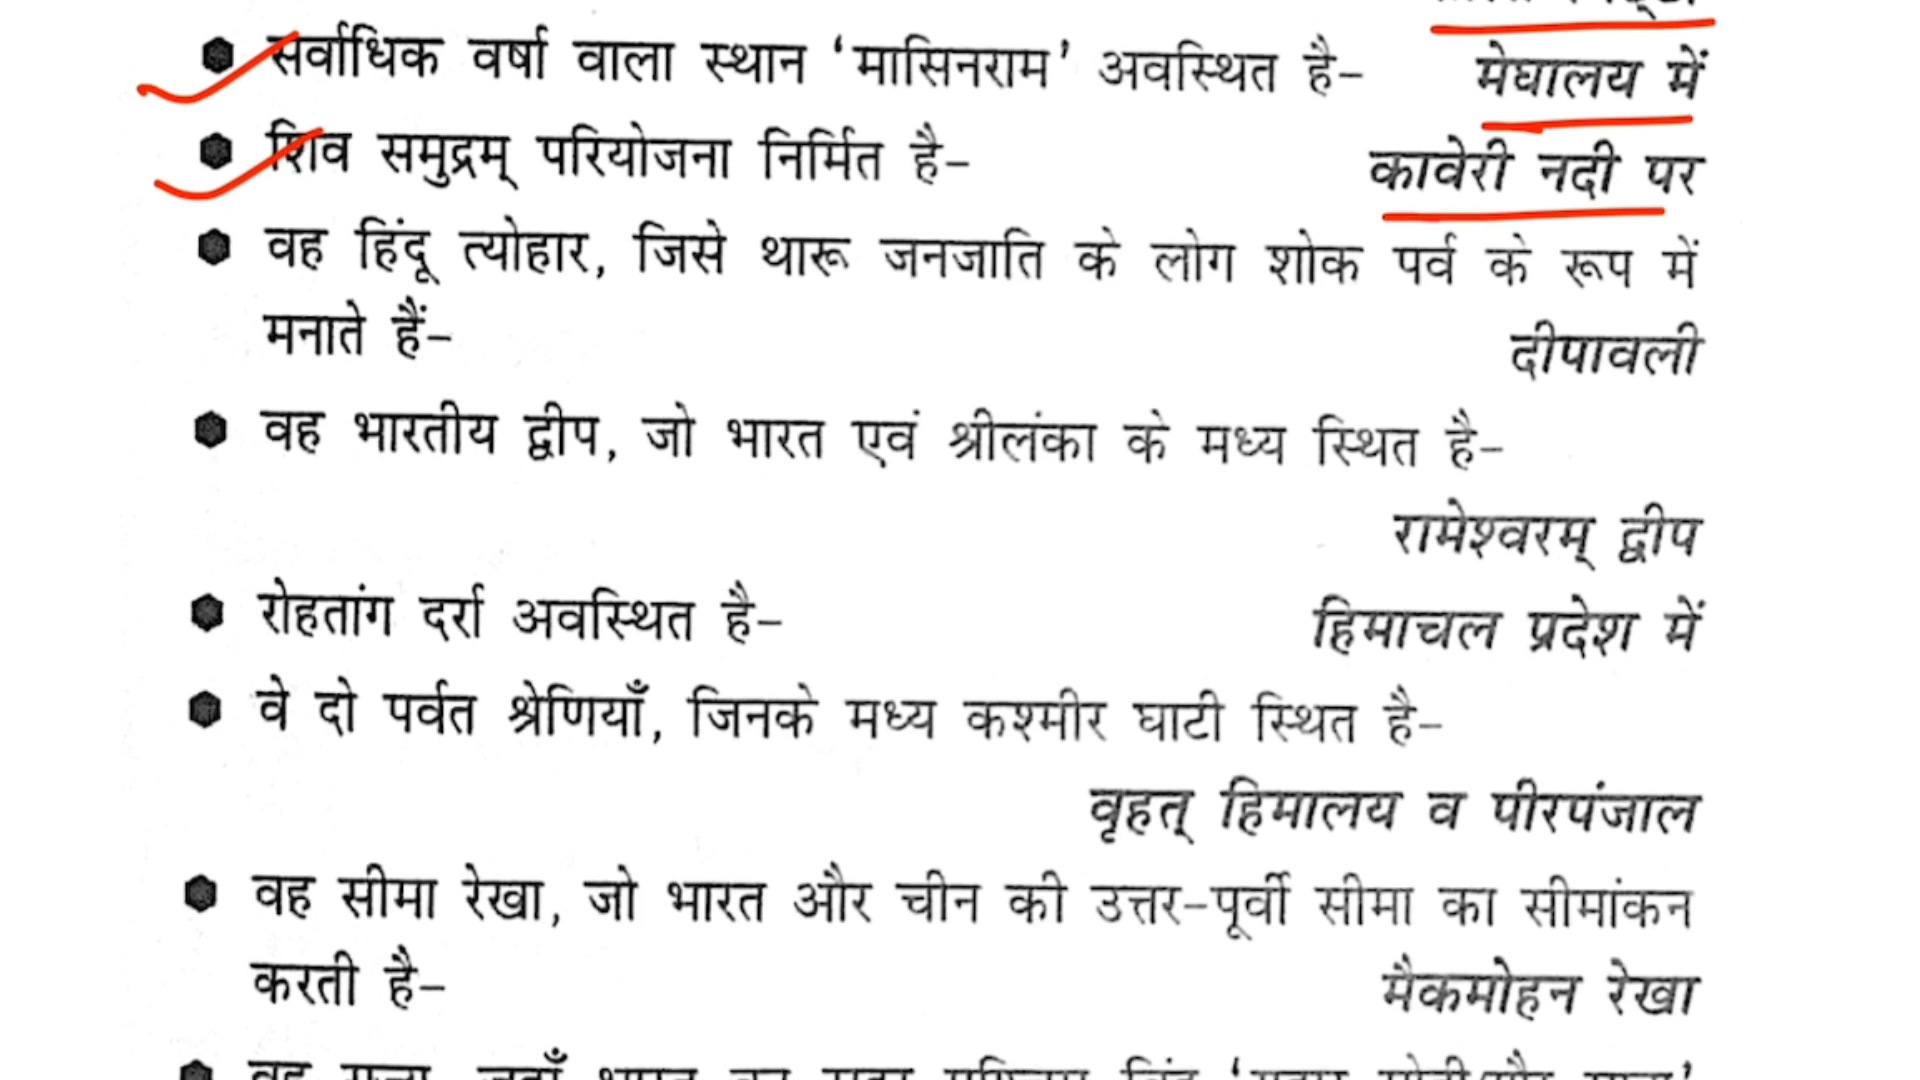 सर्वाधिक वर्षा वाला स्थान ‘मासिनराम’ अवस्थित है– मेघालय में
शिव समुद्रम् परियोजना निर्मित है– कावेरी नदी पर
वह हिंदू त्योहार, जिसे थारू जनजाति के लोग शोक पर्व के रूप में
मनाते हैं– दीपावली
वह भारतीय द्वीप, जो भारत एवं श्रीलंका के मध्य स्थित है–
रामेश्वरम् द्वीप
रोहतांग दर्रा अवस्थित है– हिमाचल प्रदेश में
वे दो पर्वत श्रेणियाँ, जिनके मध्य कश्मीर घाटी स्थित है–
वृहत् हिमालय व पीरपंजाल
वह सीमा रेखा, जो भारत और चीन की उत्तर-पूर्वी सीमा का सीमांकन
करती है– मैकमोहन रेखा